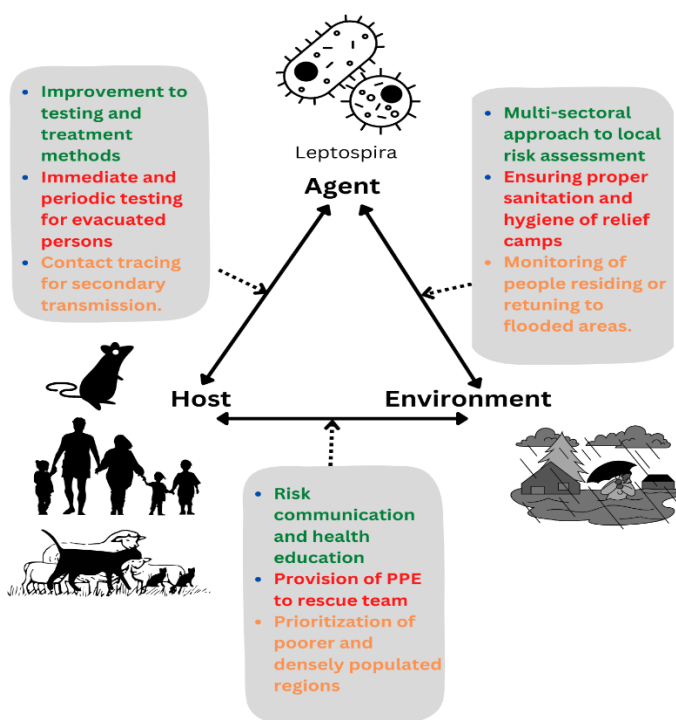 Improvement to
testing and
treatment
methods
Immediate and
periodic testing
for evacuated
persons
Contact tracing
for secondary
transmission.
Leptospira
Agent
Multi-sectoral
approach to local
risk assessment
Ensuring proper
sanitation and
hygiene of relief
camps
Monitoring of
people residing or
retuning to
flooded areas.
Host
Environment
Risk
communication
and health
education
Provision of PPE
to rescue team
Prioritization of
poorer and
densely populated
regions